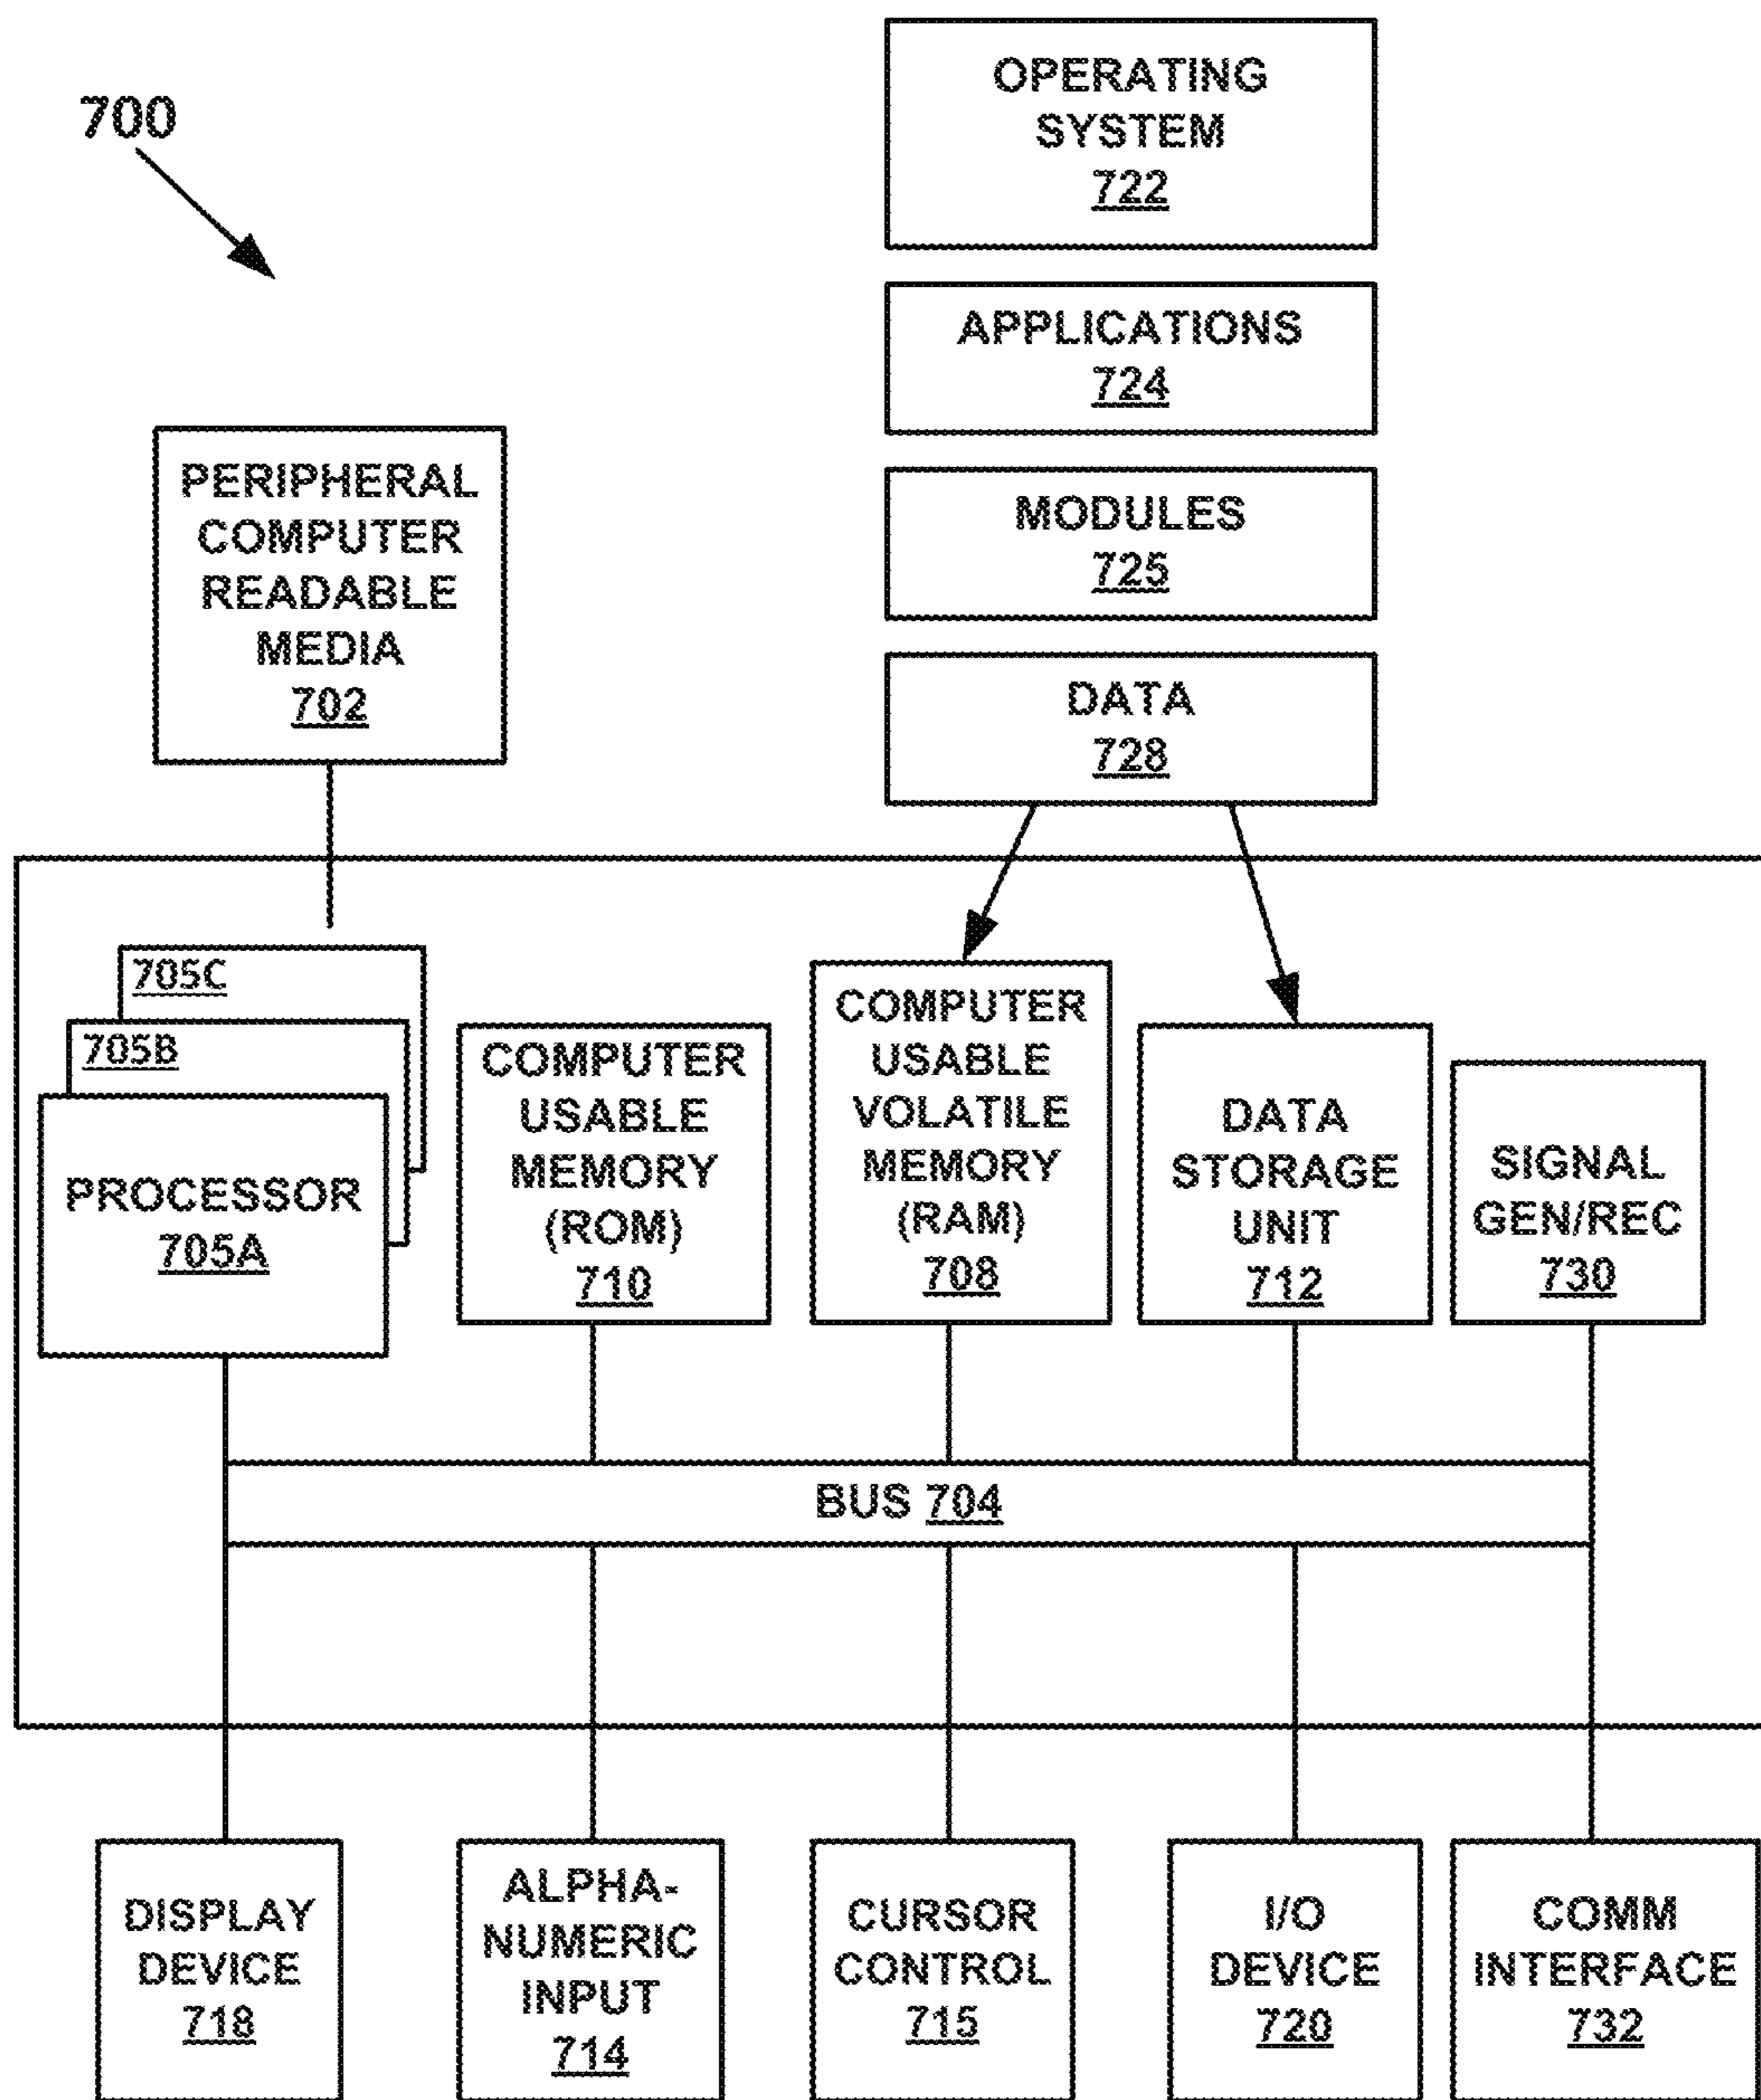 700
OPERATING
SYSTEM
722
APPLICATIONS
724
MODULES
725
DATA
728
PERIPHERAL
COMPUTER
READABLE
MEDIA
702
705C
705B
PROCESSOR
705A
COMPUTER
USABLE
MEMORY
(ROM)
710
COMPUTER
USABLE
VOLATILE
MEMORY
(RAM)
708
DATA
STORAGE
UNIT
712
SIGNAL
GEN/REC
730
BUS 704
DISPLAY
DEVICE
718
ALPHA-
NUMERIC
INPUT
714
CURSOR
CONTROL
715
I/O
DEVICE
720
COMM
INTERFACE
732